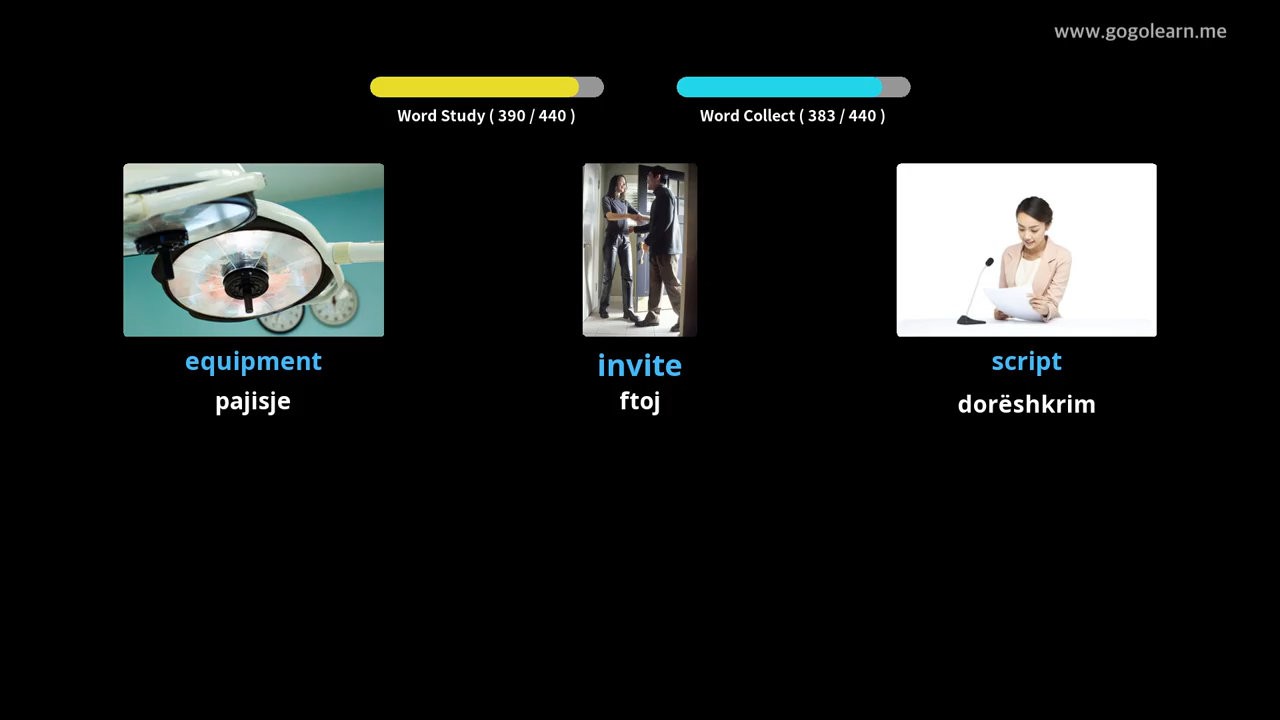 www.gogolearn.me
Word Study ( 390 / 440 )
Word Collect ( 383 / 440 )
equipment
pajisje
invite
ftoj
script
dorëshkrim